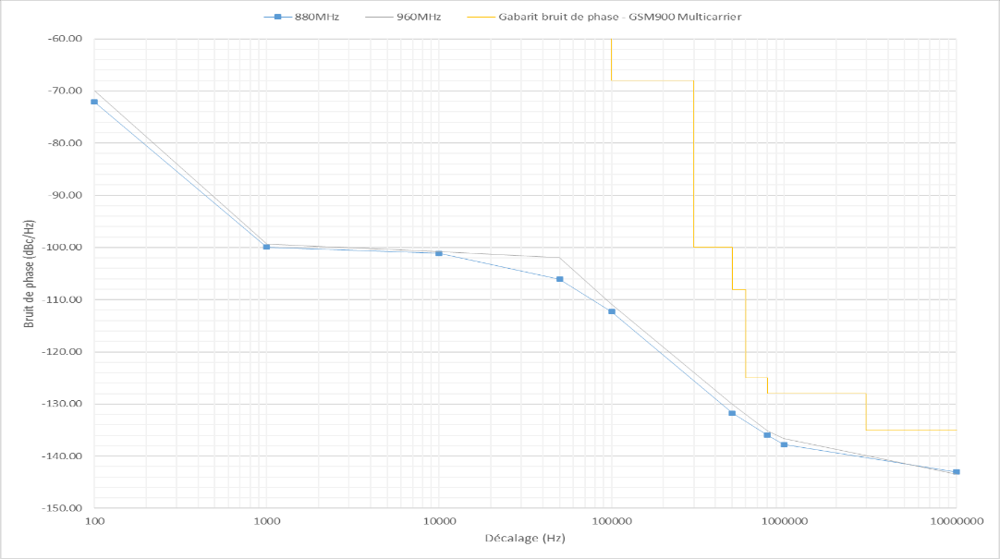 880MHz 960MHz Gabarit bruit de phase - GSM900 Multicarrier
-60.00
-70.00
-80.00
-90.00
-100.00
-110.00
-120.00
-130.00
-140.00
-150.00
Bruit de phase (dBc/Hz)
100 1000 10000 100000 1000000 10000000
Décalage (Hz)